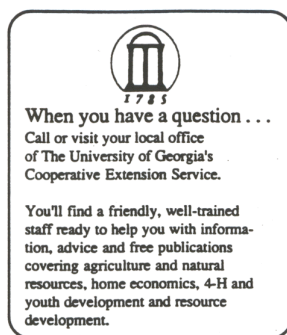 1785
When you have a question . . .
Call or visit your local office
of The University of Georgia's
Cooperative Extension Service.
You'll find a friendly, well-trained
staff ready to help you with informa-
tion, advice and free publications
covering agriculture and natural
resources, home economics, 4-H and
youth development and resource
development.